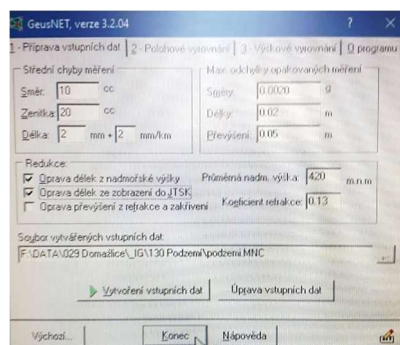 GeusNET, verze 3.2.04 ? ×
1 - Příprava vstupních dat 2 - Polohové vyrovnání 3 - Výškové vyrovnání O programu
Střední chyby měření
Směr: 10 cc
Zenitka: 20 cc
Délka: 2 mm + 2 mm/km
Max. odchylky opakovaných měření
Směry: 0.0020 g
Délky: 0.02 m
Převýšení: 0.05 m
Redukce:
Oprava délek z nadmořské výšky Průměrná nadm. výška: 420 m.n.m
Oprava délek ze zobrazení do JTSK
Oprava převýšení z refrakce a zakřivení Koeficient refrakce: 0.13
Soubor vytvářených vstupních dat:
F:\DATA\029 Domažlice\_IG\130 Podzemí\podzemi.MNC ...
Vytvoření vstupních dat Úprava vstupních dat
Výchozí... Konec Nápověda